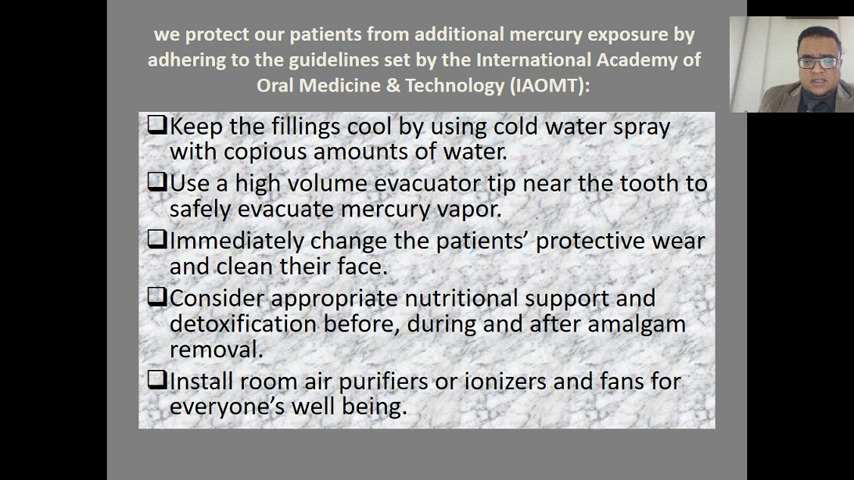 we protect our patients from additional mercury exposure by
adhering to the guidelines set by the International Academy of
Oral Medicine & Technology (IAOMT):
Keep the fillings cool by using cold water spray
with copious amounts of water.
Use a high volume evacuator tip near the tooth to
safely evacuate mercury vapor.
Immediately change the patients’ protective wear
and clean their face.
Consider appropriate nutritional support and
detoxification before, during and after amalgam
removal.
Install room air purifiers or ionizers and fans for
everyone’s well being.